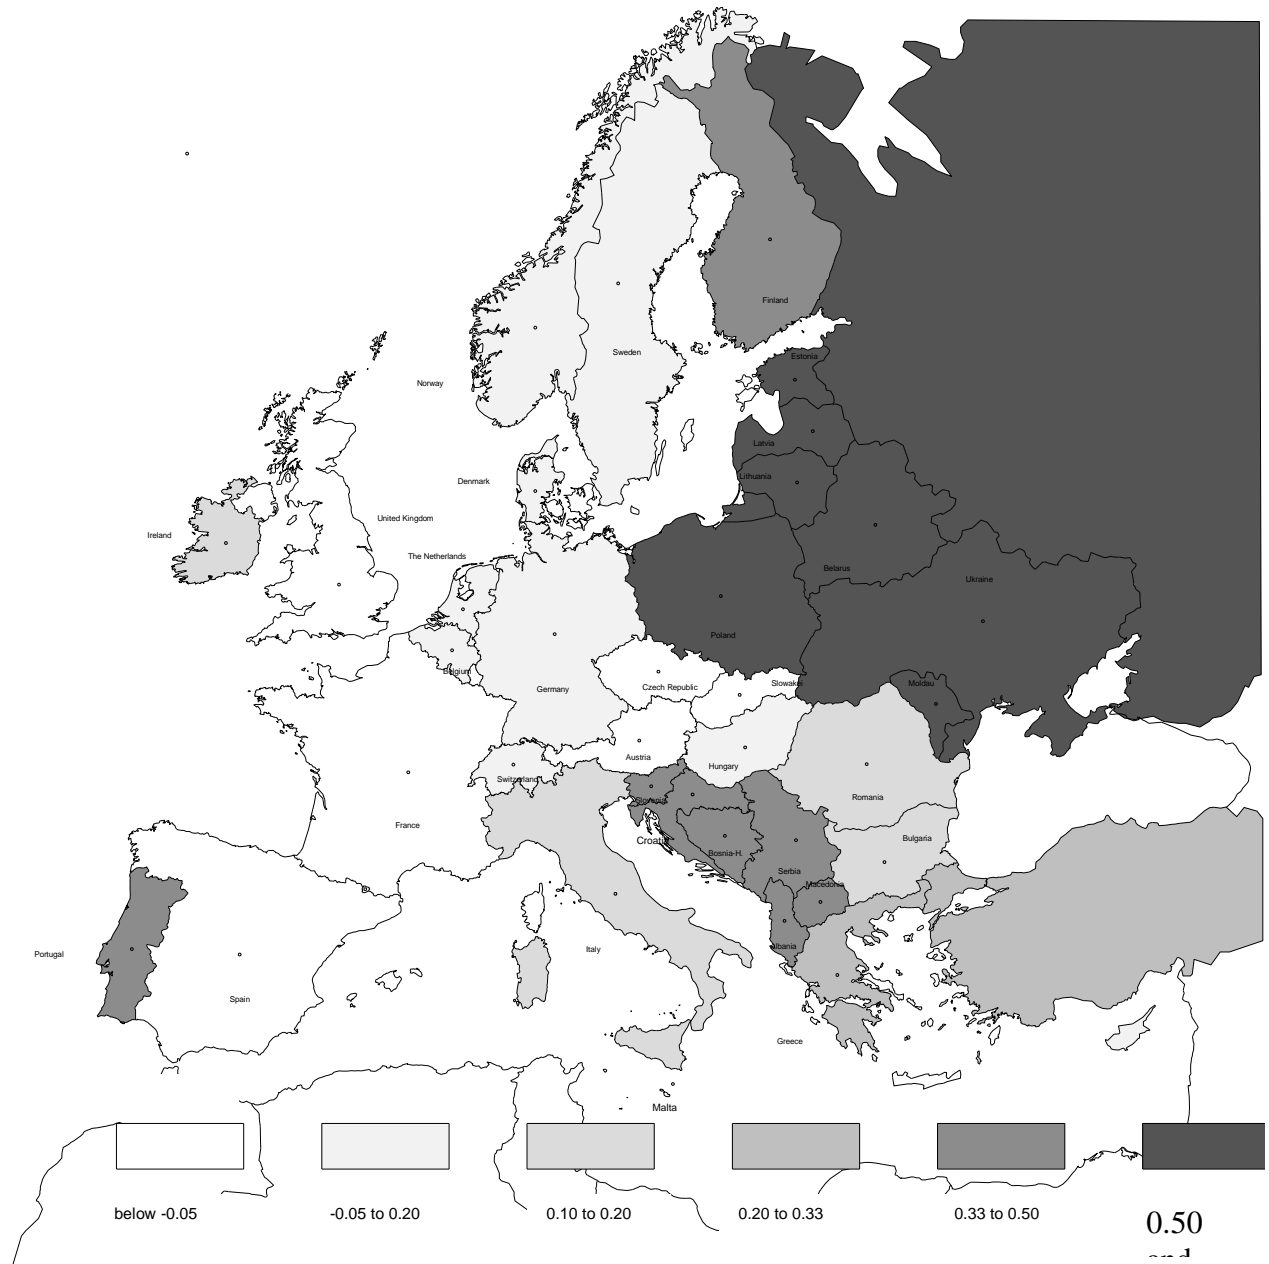 Finland
Estonia
Sweden
Norway
Latvia
Lithuania
Denmark
United Kingdom
Ireland
The Netherlands
Belarus
Ukraine
Poland
Belgium
Germany
Czech Republic
Slowakei
Moldau
Austria
Hungary
Switzerland
Romania
Slovenia
France
Croatia
Bulgaria
Bosnia-H.
Serbia
Macedonia
Albania
Portugal
Italy
Spain
Greece
Malta
below -0.05
-0.05 to 0.20
0.10 to 0.20
0.20 to 0.33
0.33 to 0.50
0.50
and